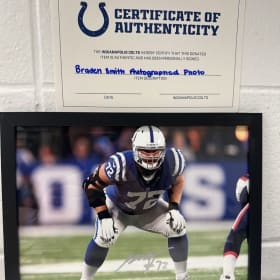 CERTIFICATE OF
AUTHENTICITY
THE INDIANAPOLIS COLTS HEREBY CERTIFY THAT THIS DONATED
ITEM IS AUTHENTIC AND HAS BEEN PERSONALLY SIGNED
Braden Smith Autographed Photo
ITEM DESCRIPTION
DATE INDIANAPOLIS COLTS
72
72